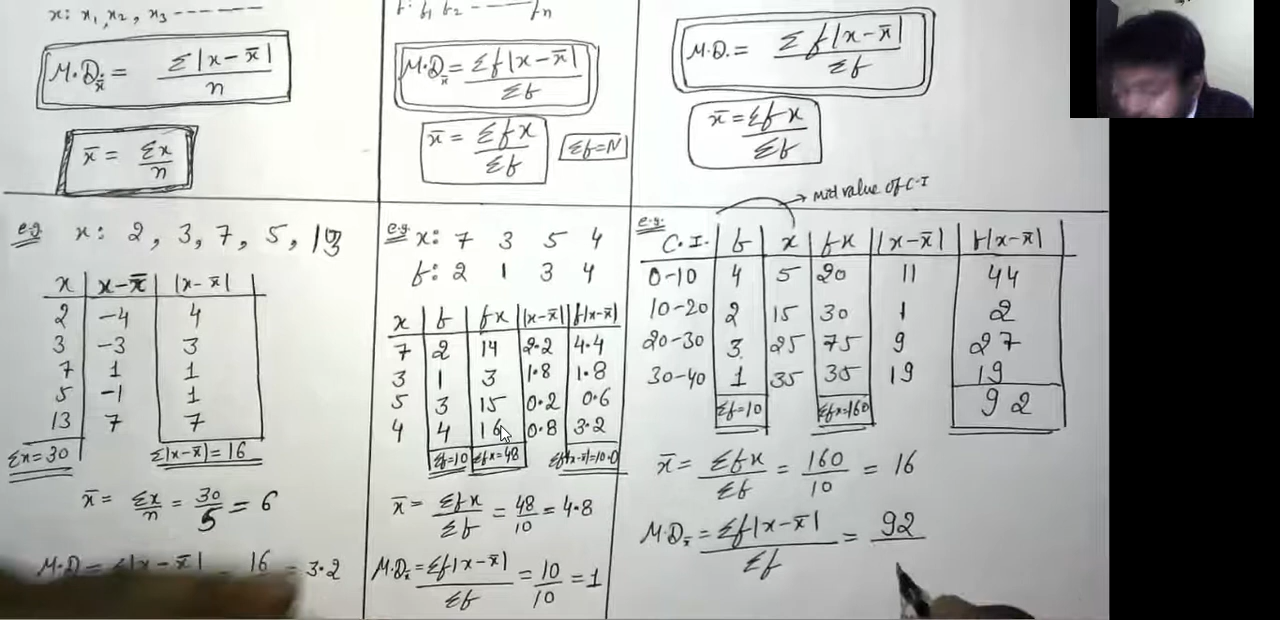 x: x₁, x₂, x₃ --------
M.D_x̄ = Σ|x-x̄| / n
x̄ = Σx / n
e.g. x: 2, 3, 7, 5, 13
x | x-x̄ | |x-x̄|
2 | -4 | 4
3 | -3 | 3
7 | 1 | 1
5 | -1 | 1
13 | 7 | 7
Σx=30 Σ|x-x̄| = 16
x̄ = Σx/n = 30/5 = 6
M.D = Σ|x-x̄| = 16 = 3.2
f: f₁ f₂ -------- fn
M.D_x̄ = Σf|x-x̄| / Σf
x̄ = Σfx / Σf
Σf=N
e.g. x: 7 3 5 4
f: 2 1 3 4
x | f | fx | |x-x̄| | f|x-x̄|
7 | 2 | 14 | 2.2 | 4.4
3 | 1 | 3 | 1.8 | 1.8
5 | 3 | 15 | 0.2 | 0.6
4 | 4 | 16 | 0.8 | 3.2
Σf=10 Σfx=48 Σf|x-x̄|=10.0
x̄ = Σfx / Σf = 48/10 = 4.8
M.D_x̄ = Σf|x-x̄| / Σf = 10/10 = 1
M.D. = Σf|x-x̄| / Σf
x̄ = Σfx / Σf
→ mid value of C.I
e.g.
C.I. | f | x | fx | |x-x̄| | f|x-x̄|
0-10 | 4 | 5 | 20 | 11 | 44
10-20 | 2 | 15 | 30 | 1 | 2
20-30 | 3 | 25 | 75 | 9 | 27
30-40 | 1 | 35 | 35 | 19 | 19
Σf=10 Σfx=160 92
x̄ = Σfx / Σf = 160/10 = 16
M.D_x̄ = Σf|x-x̄| / Σf = 92